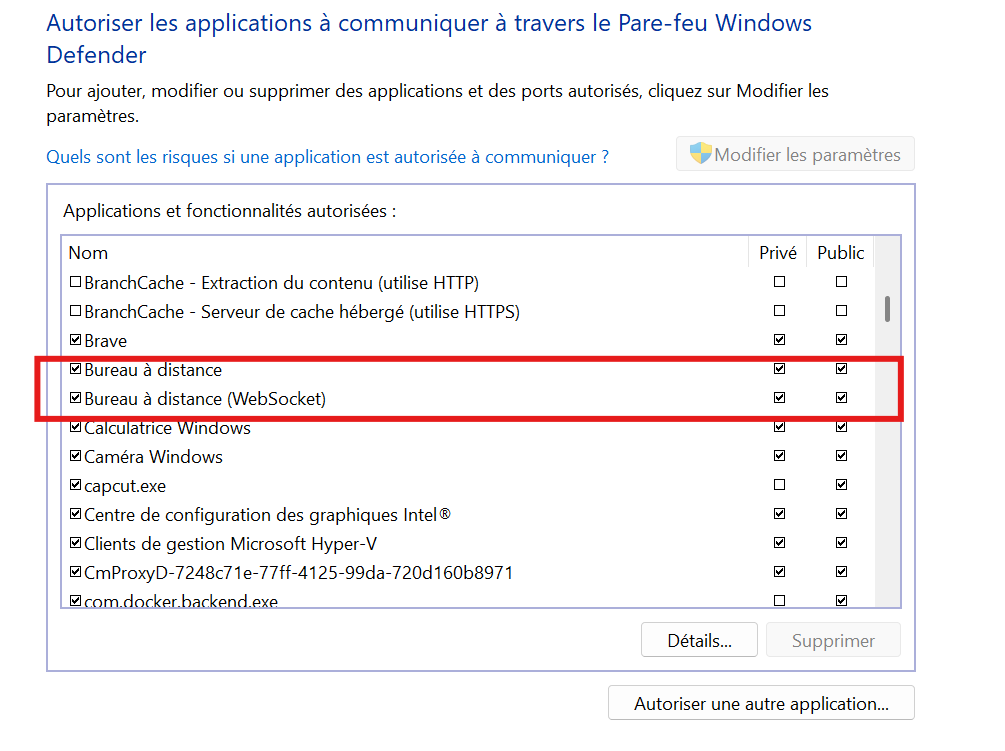 Autoriser les applications à communiquer à travers le Pare-feu Windows
Defender
Pour ajouter, modifier ou supprimer des applications et des ports autorisés, cliquez sur Modifier les
paramètres.
Quels sont les risques si une application est autorisée à communiquer ?
Modifier les paramètres
Applications et fonctionnalités autorisées :
Nom Privé Public
BranchCache - Extraction du contenu (utilise HTTP)
BranchCache - Serveur de cache hébergé (utilise HTTPS)
Brave
Bureau à distance
Bureau à distance (WebSocket)
Calculatrice Windows
Caméra Windows
capcut.exe
Centre de configuration des graphiques Intel®
Clients de gestion Microsoft Hyper-V
CmProxyD-7248c71e-77ff-4125-99da-720d160b8971
com.docker.backend.exe
Détails... Supprimer
Autoriser une autre application...